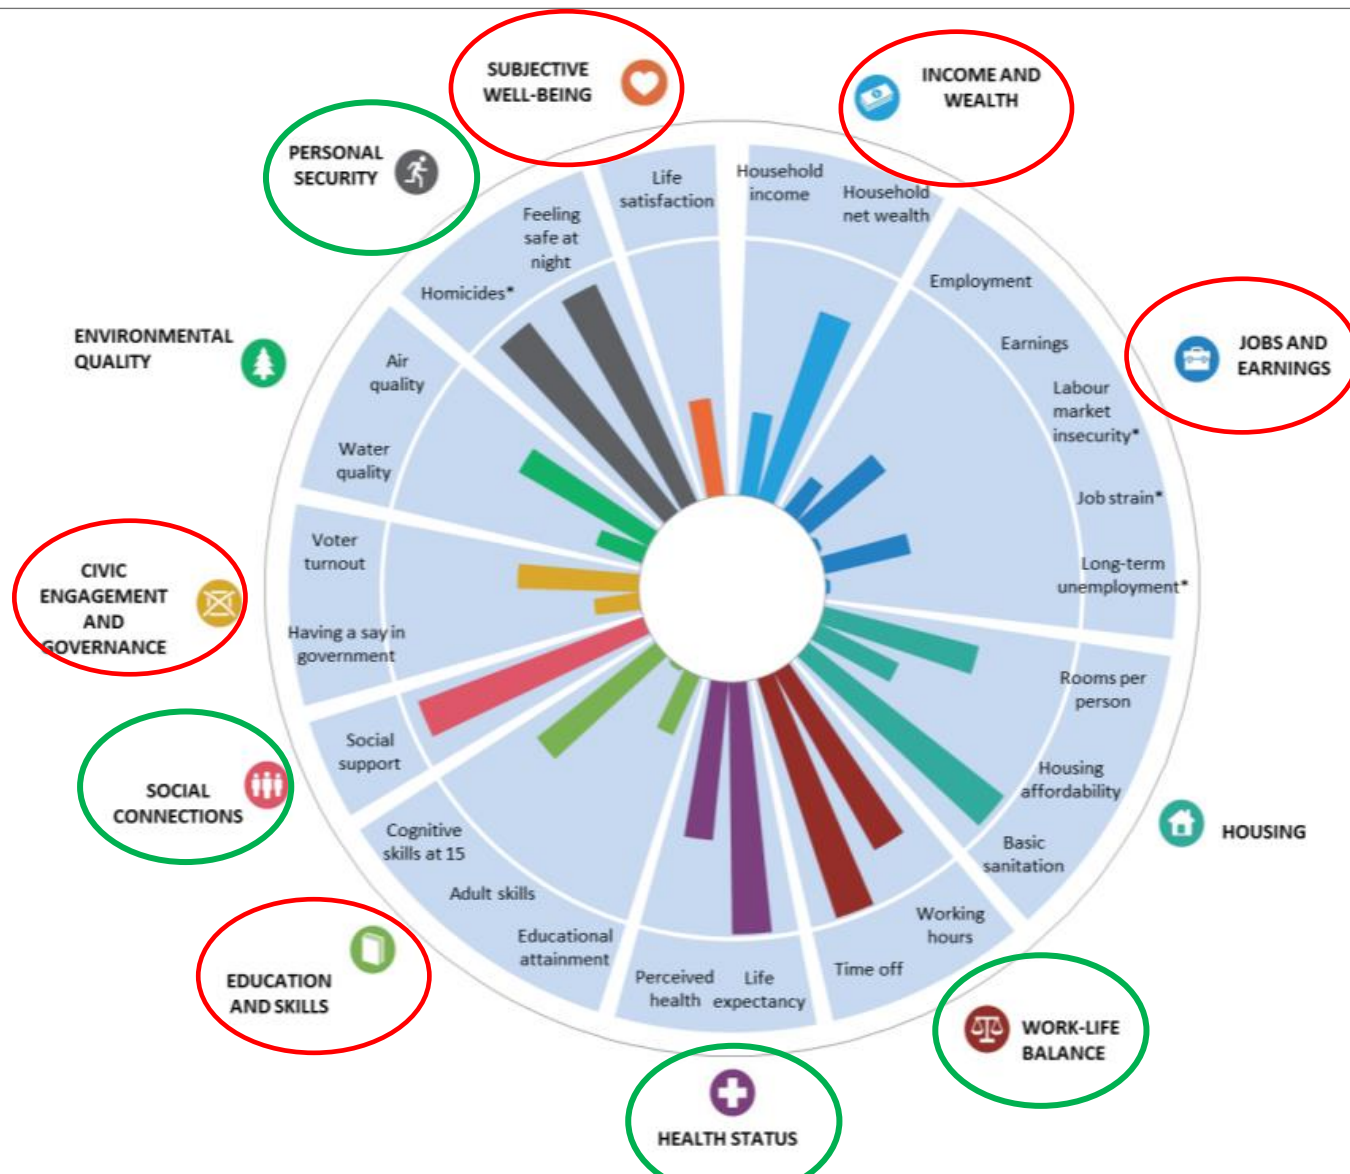 SUBJECTIVE
WELL-BEING
INCOME AND
WEALTH
PERSONAL
SECURITY
Life
satisfaction
Household
income
Household
net wealth
Feeling
safe at
night
Homicides*
Employment
ENVIRONMENTAL
QUALITY
Air
quality
Earnings
JOBS AND
EARNINGS
Labour
market
insecurity*
Water
quality
Job strain*
Voter
turnout
Long-term
unemployment*
CIVIC
ENGAGEMENT
AND
GOVERNANCE
Having a say in
government
Rooms per
person
Social
support
Housing
affordability
SOCIAL
CONNECTIONS
HOUSING
Cognitive
skills at 15
Basic
sanitation
Adult skills
Educational
attainment
Working
hours
Time off
Perceived
health
Life
expectancy
EDUCATION
AND SKILLS
WORK-LIFE
BALANCE
HEALTH STATUS